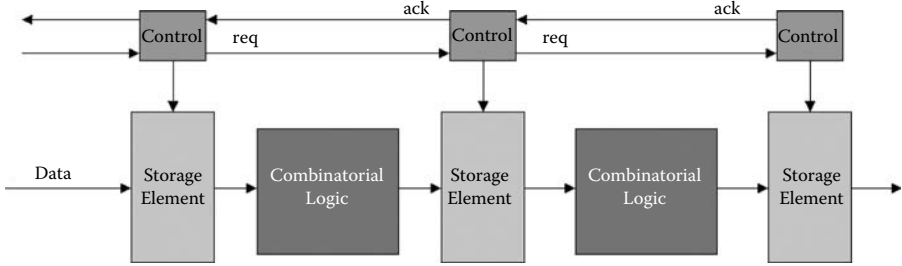 ack
ack
Control
req
Control
req
Control
Data
Storage
Element
Combinatorial
Logic
Storage
Element
Combinatorial
Logic
Storage
Element